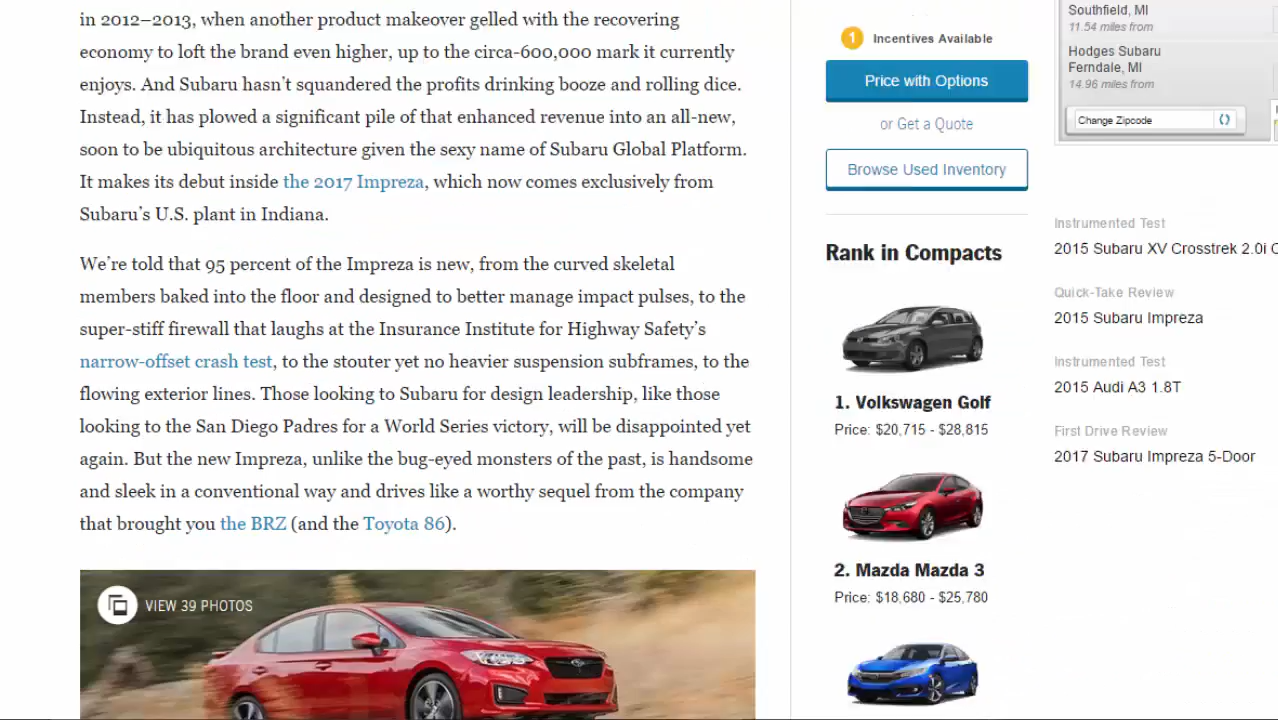 in 2012–2013, when another product makeover gelled with the recovering
economy to loft the brand even higher, up to the circa-600,000 mark it currently
enjoys. And Subaru hasn’t squandered the profits drinking booze and rolling dice.
Instead, it has plowed a significant pile of that enhanced revenue into an all-new,
soon to be ubiquitous architecture given the sexy name of Subaru Global Platform.
It makes its debut inside the 2017 Impreza, which now comes exclusively from
Subaru’s U.S. plant in Indiana.
We’re told that 95 percent of the Impreza is new, from the curved skeletal
members baked into the floor and designed to better manage impact pulses, to the
super-stiff firewall that laughs at the Insurance Institute for Highway Safety’s
narrow-offset crash test, to the stouter yet no heavier suspension subframes, to the
flowing exterior lines. Those looking to Subaru for design leadership, like those
looking to the San Diego Padres for a World Series victory, will be disappointed yet
again. But the new Impreza, unlike the bug-eyed monsters of the past, is handsome
and sleek in a conventional way and drives like a worthy sequel from the company
that brought you the BRZ (and the Toyota 86).
VIEW 39 PHOTOS
1 Incentives Available
Price with Options
or Get a Quote
Browse Used Inventory
Rank in Compacts
1. Volkswagen Golf
Price: $20,715 - $28,815
2. Mazda Mazda 3
Price: $18,680 - $25,780
Southfield, MI
11.54 miles from
Hodges Subaru
Ferndale, MI
14.96 miles from
Change Zipcode
Instrumented Test
2015 Subaru XV Crosstrek 2.0i
Quick-Take Review
2015 Subaru Impreza
Instrumented Test
2015 Audi A3 1.8T
First Drive Review
2017 Subaru Impreza 5-Door